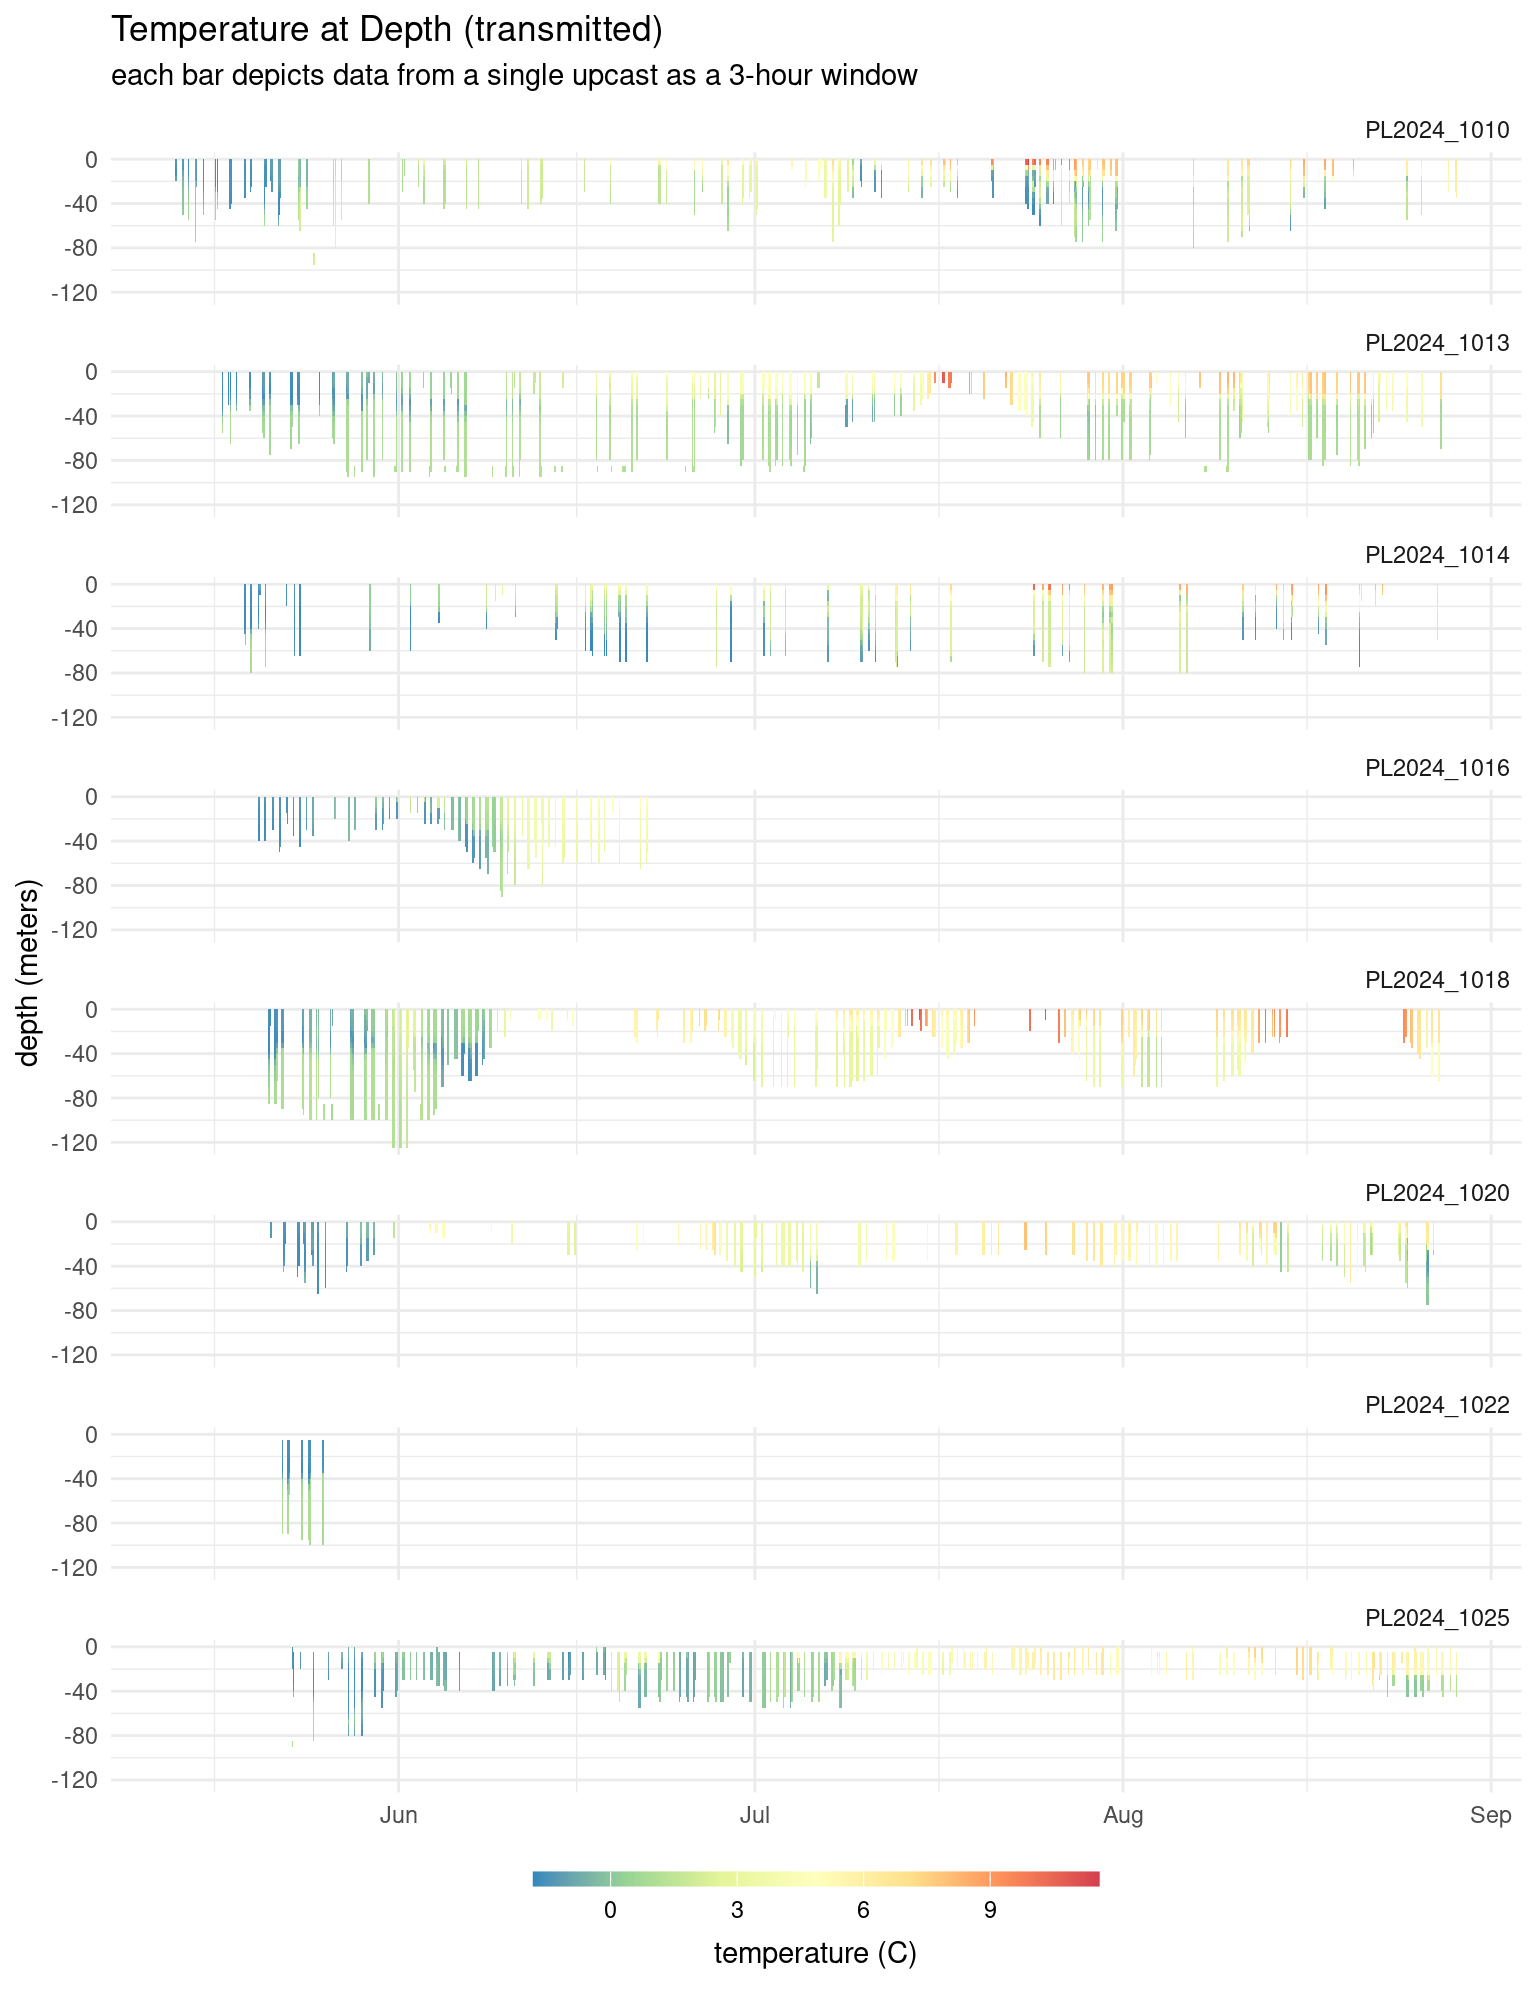 Temperature at Depth (transmitted)
each bar depicts data from a single upcast as a 3-hour window
PL2024_1010
0
-40
-80
-120
PL2024_1013
0
-40
-80
-120
PL2024_1014
0
-40
-80
-120
PL2024_1016
0
-40
-80
-120
depth (meters)
PL2024_1018
0
-40
-80
-120
PL2024_1020
0
-40
-80
-120
PL2024_1022
0
-40
-80
-120
PL2024_1025
0
-40
-80
-120
Jun Jul Aug Sep
0 3 6 9
temperature (C)